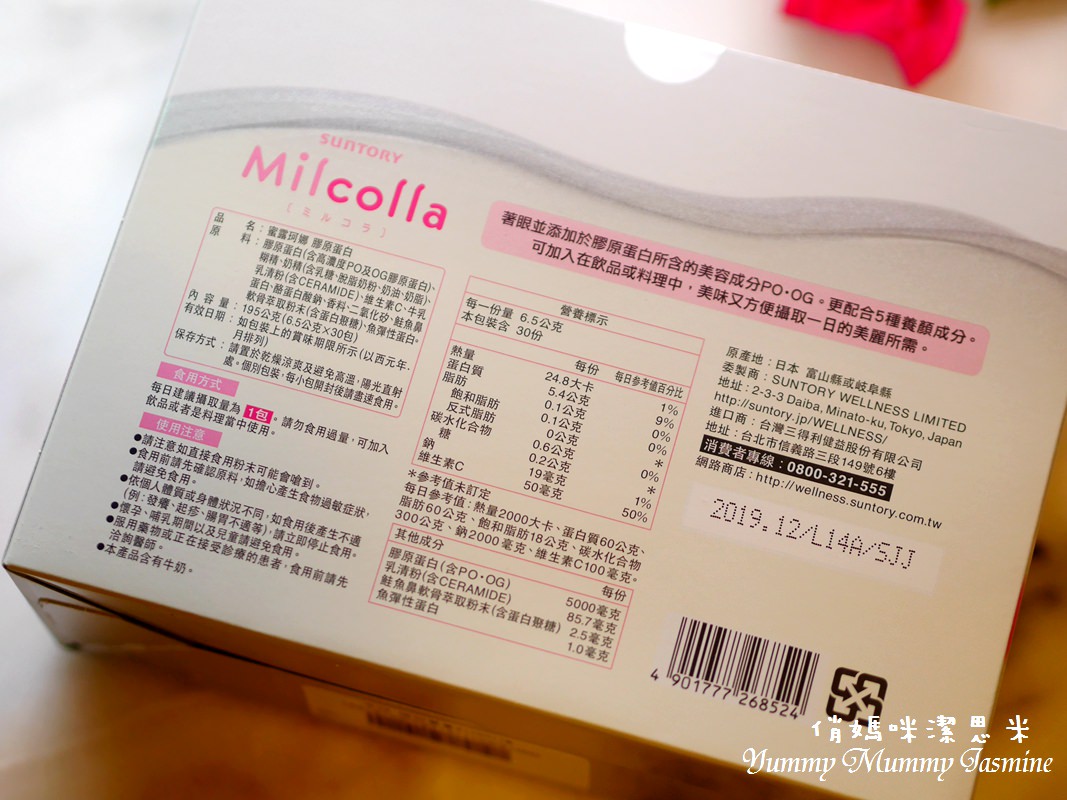 SUNTORY
Milcolla
〔ミルコラ〕
品　　名：蜜露珂娜 膠原蛋白
原　　料：膠原蛋白(含高濃度PO及OG膠原蛋白)、
糊精、奶精(含乳糖、脫脂奶粉、奶油、奶脂)、
乳清粉(含CERAMIDE)、維生素C、牛乳
蛋白、酪蛋白酸鈉、香料、二氧化矽、鮭魚鼻
軟骨萃取粉末(含蛋白聚糖)、魚彈性蛋白。
內 容 量：195公克(6.5公克×30包)
有效日期：如包裝上的賞味期限所示(以西元年.
月排列)
保存方式：請置於乾燥涼爽及避免高溫，陽光直射
處。個別包裝，每小包開封後請盡速食用。
食用方式
每日建議攝取量為1包。請勿食用過量，可加入
飲品或者是料理當中使用。
使用注意
●請注意如直接食用粉末可能會嗆到。
●食用前請先確認原料，如擔心產生食物過敏症狀，
請避免食用。
●依個人體質或身體狀況不同，如食用後產生不適
(例：發癢、起疹、腸胃不適等)，請立即停止食用。
●懷孕、哺乳期間以及兒童請避免食用。
●服用藥物或正在接受診療的患者，食用前請先
洽詢醫師。
●本產品含有牛奶。
著眼並添加於膠原蛋白所含的美容成分PO・OG。更配合5種養顏成分。
可加入在飲品或料理中，美味又方便攝取一日的美麗所需。
營養標示
每一份量 6.5公克
本包裝含 30份
每份 每日參考值百分比
熱量 24.8大卡 1%
蛋白質 5.4公克 9%
脂肪 0.1公克 0%
飽和脂肪 0.1公克 0%
反式脂肪 0公克 *
碳水化合物 0.6公克 0%
糖 0.2公克 *
鈉 19毫克 1%
維生素C 50毫克 50%
*參考值未訂定
每日參考值：熱量2000大卡、蛋白質60公克、
脂肪60公克、飽和脂肪18公克、碳水化合物
300公克、鈉2000毫克、維生素C100毫克。
其他成分 每份
膠原蛋白(含PO・OG) 5000毫克
乳清粉(含CERAMIDE) 85.7毫克
鮭魚鼻軟骨萃取粉末(含蛋白聚糖) 2.5毫克
魚彈性蛋白 1.0毫克
原產地：日本 富山縣或岐阜縣
委製商：SUNTORY WELLNESS LIMITED
地址：2-3-3 Daiba, Minato-ku, Tokyo, Japan
http://suntory.jp/WELLNESS/
進口商：台灣三得利健益股份有限公司
地址：台北市信義路三段149號6樓
消費者專線：0800-321-555
網路商店：http://wellness.suntory.com.tw
2019.12/L14A/SJJ
4 901777 268524
俏媽咪潔思米
Yummy Mummy Jasmine